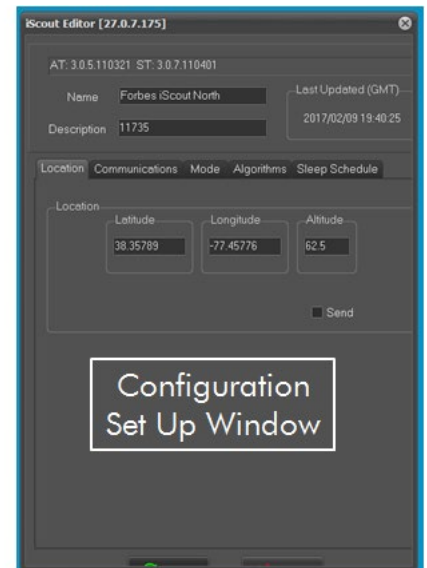 iScout Editor [27.0.7.175]
AT: 3.0.5.110321 ST: 3.0.7.110401
Name Forbes iScout North
Last Updated (GMT)
2017/02/09 19:40:25
Description 11735
Location Communications Mode Algorithms Sleep Schedule
Location
Latitude Longitude Altitude
38.35789 -77.45776 62.5
Send
Configuration
Set Up Window